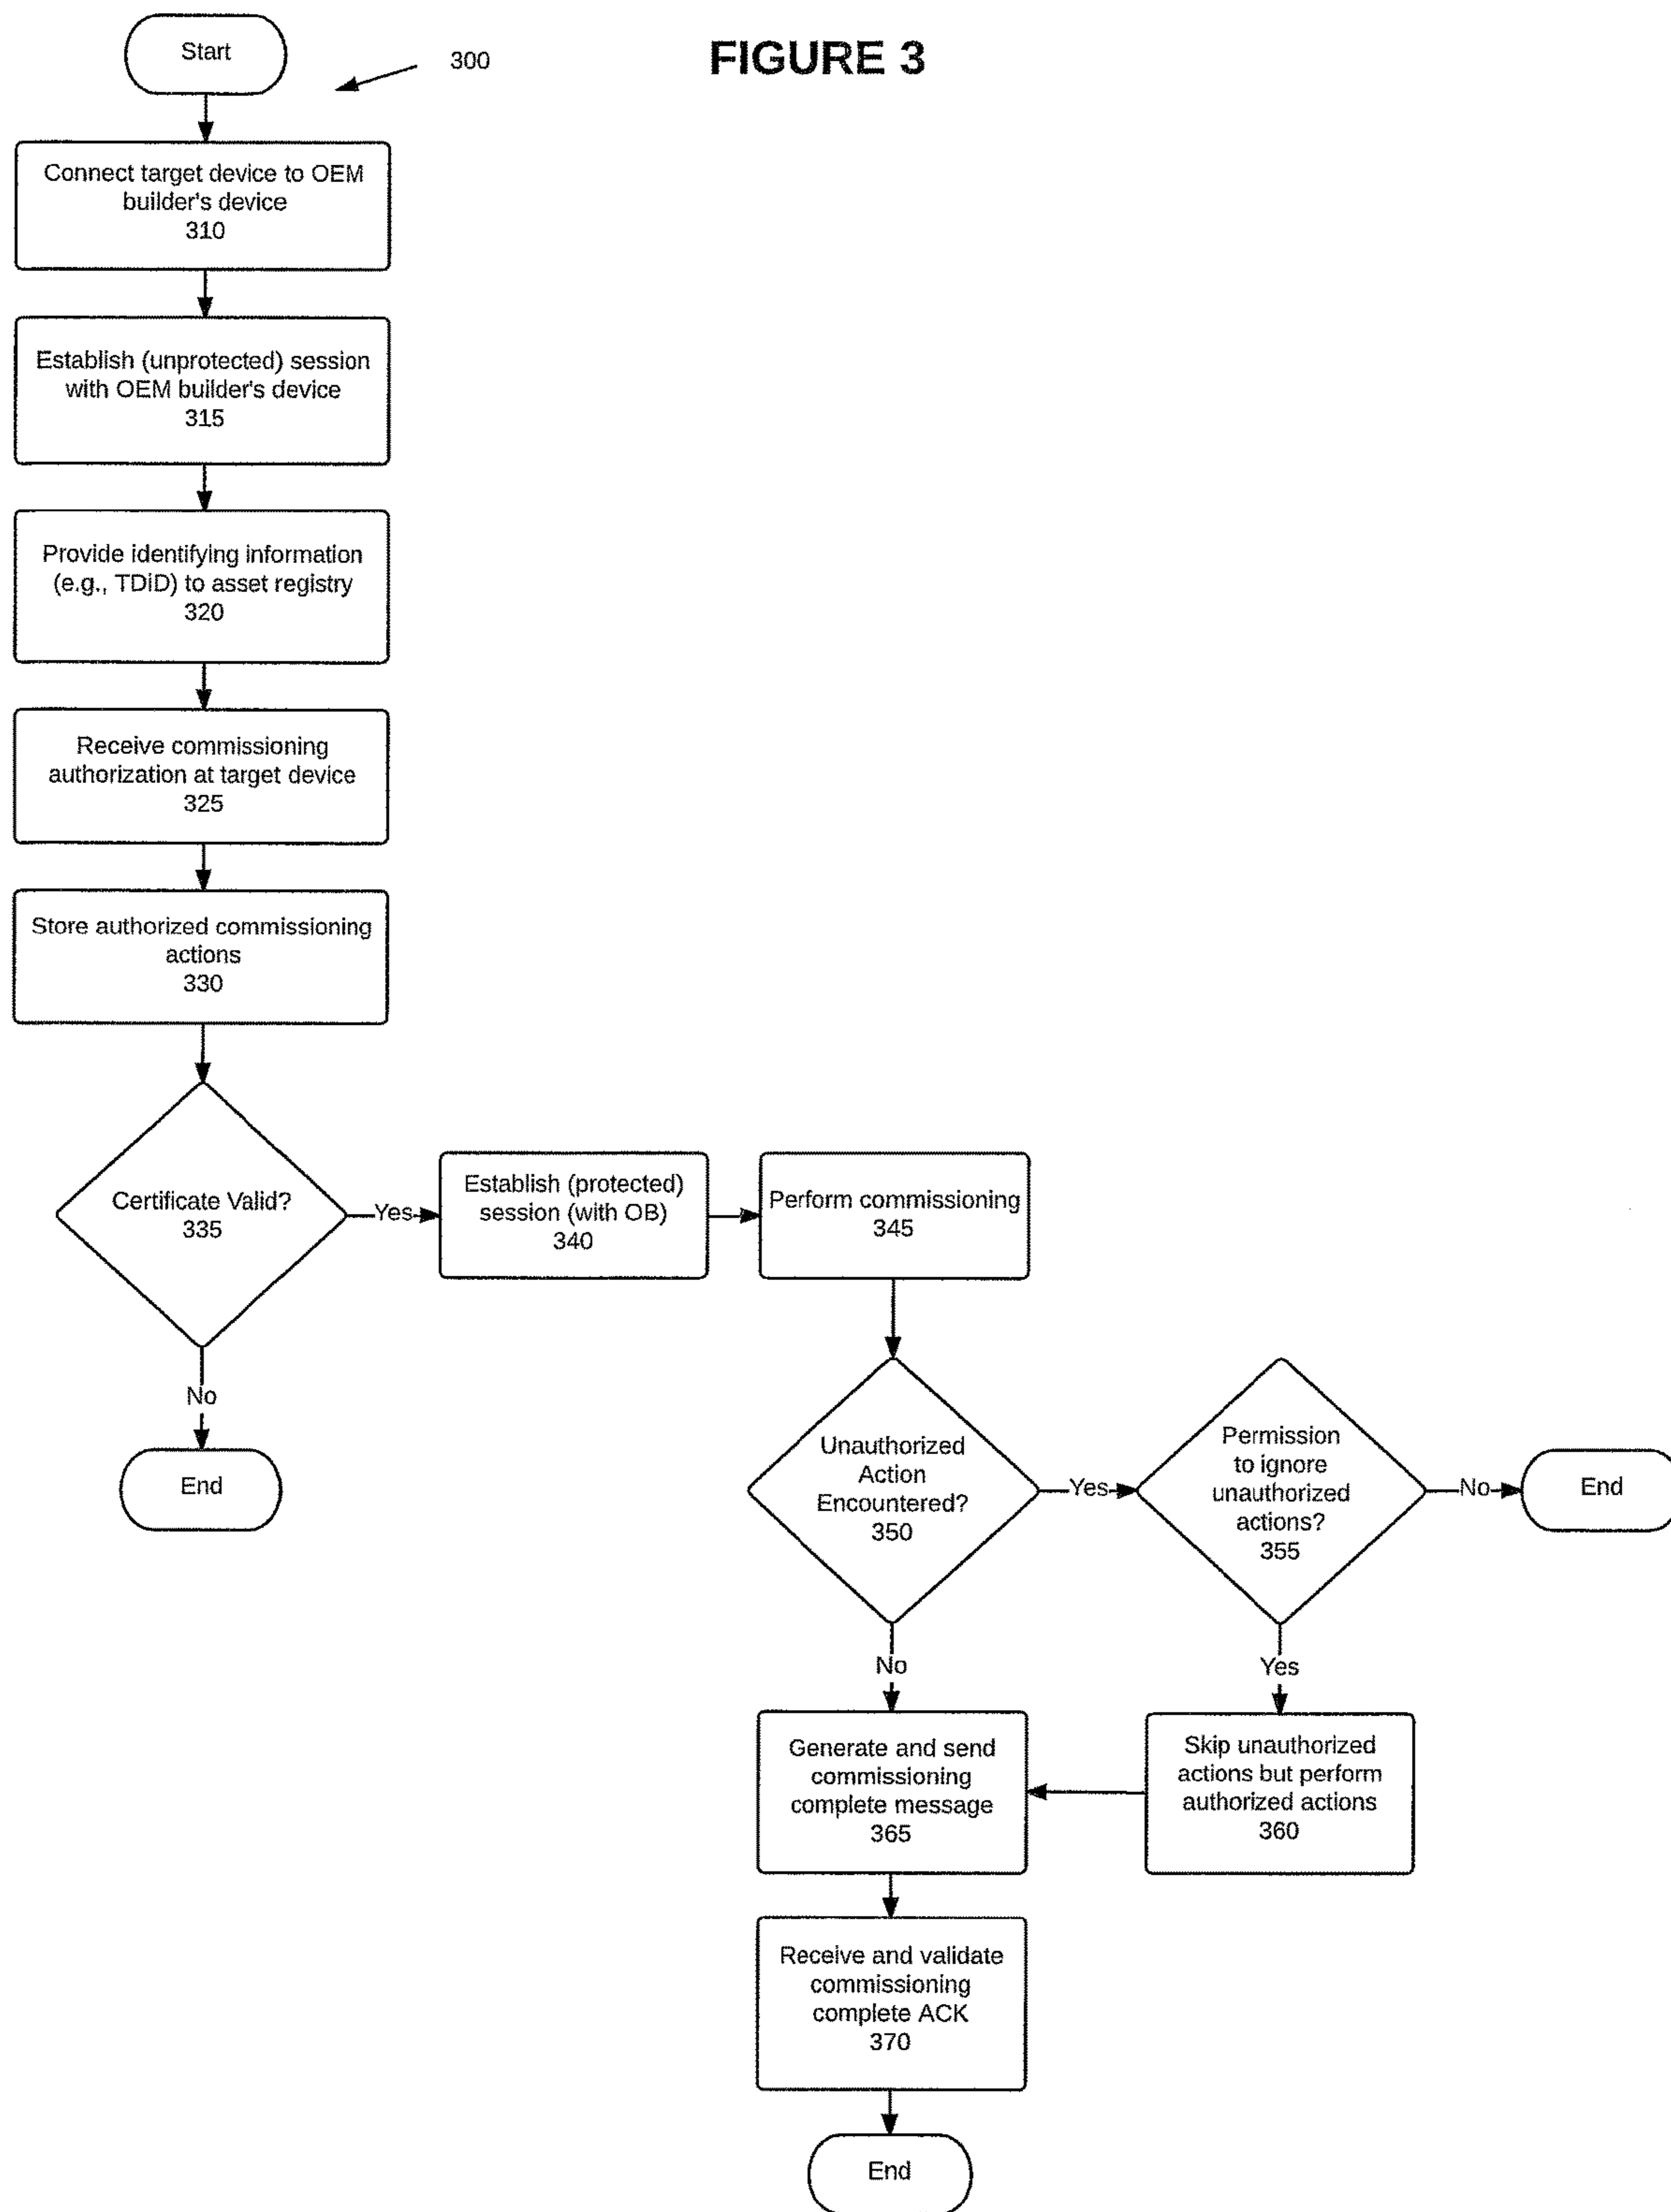 FIGURE 3
300
Start
Connect target device to OEM
builder's device
310
Establish (unprotected) session
with OEM builder's device
315
Provide identifying information
(e.g., TDiD) to asset registry
320
Receive commissioning
authorization at target device
325
Store authorized commissioning
actions
330
Certificate Valid?
335
No
End
Yes
Establish (protected)
session (with OB)
340
Perform commissioning
345
Unauthorized
Action
Encountered?
350
Yes
Permission
to ignore
unauthorized
actions?
355
No
End
Yes
Skip unauthorized
actions but perform
authorized actions
360
No
Generate and send
commissioning
complete message
365
Receive and validate
commissioning
complete ACK
370
End